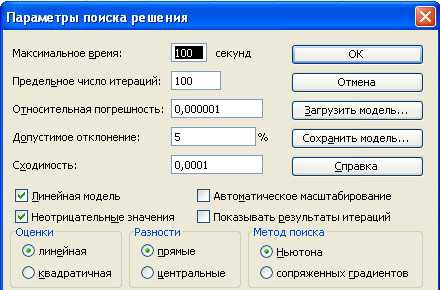 Параметры поиска решения
Максимальное время: 100 секунд OK
Предельное число итераций: 100 Отмена
Относительная погрешность: 0,000001 Загрузить модель...
Допустимое отклонение: 5 % Сохранить модель...
Сходимость: 0,0001 Справка
Линейная модель Автоматическое масштабирование
Неотрицательные значения Показывать результаты итераций
Оценки Разности Метод поиска
линейная прямые Ньютона
квадратичная центральные сопряженных градиентов